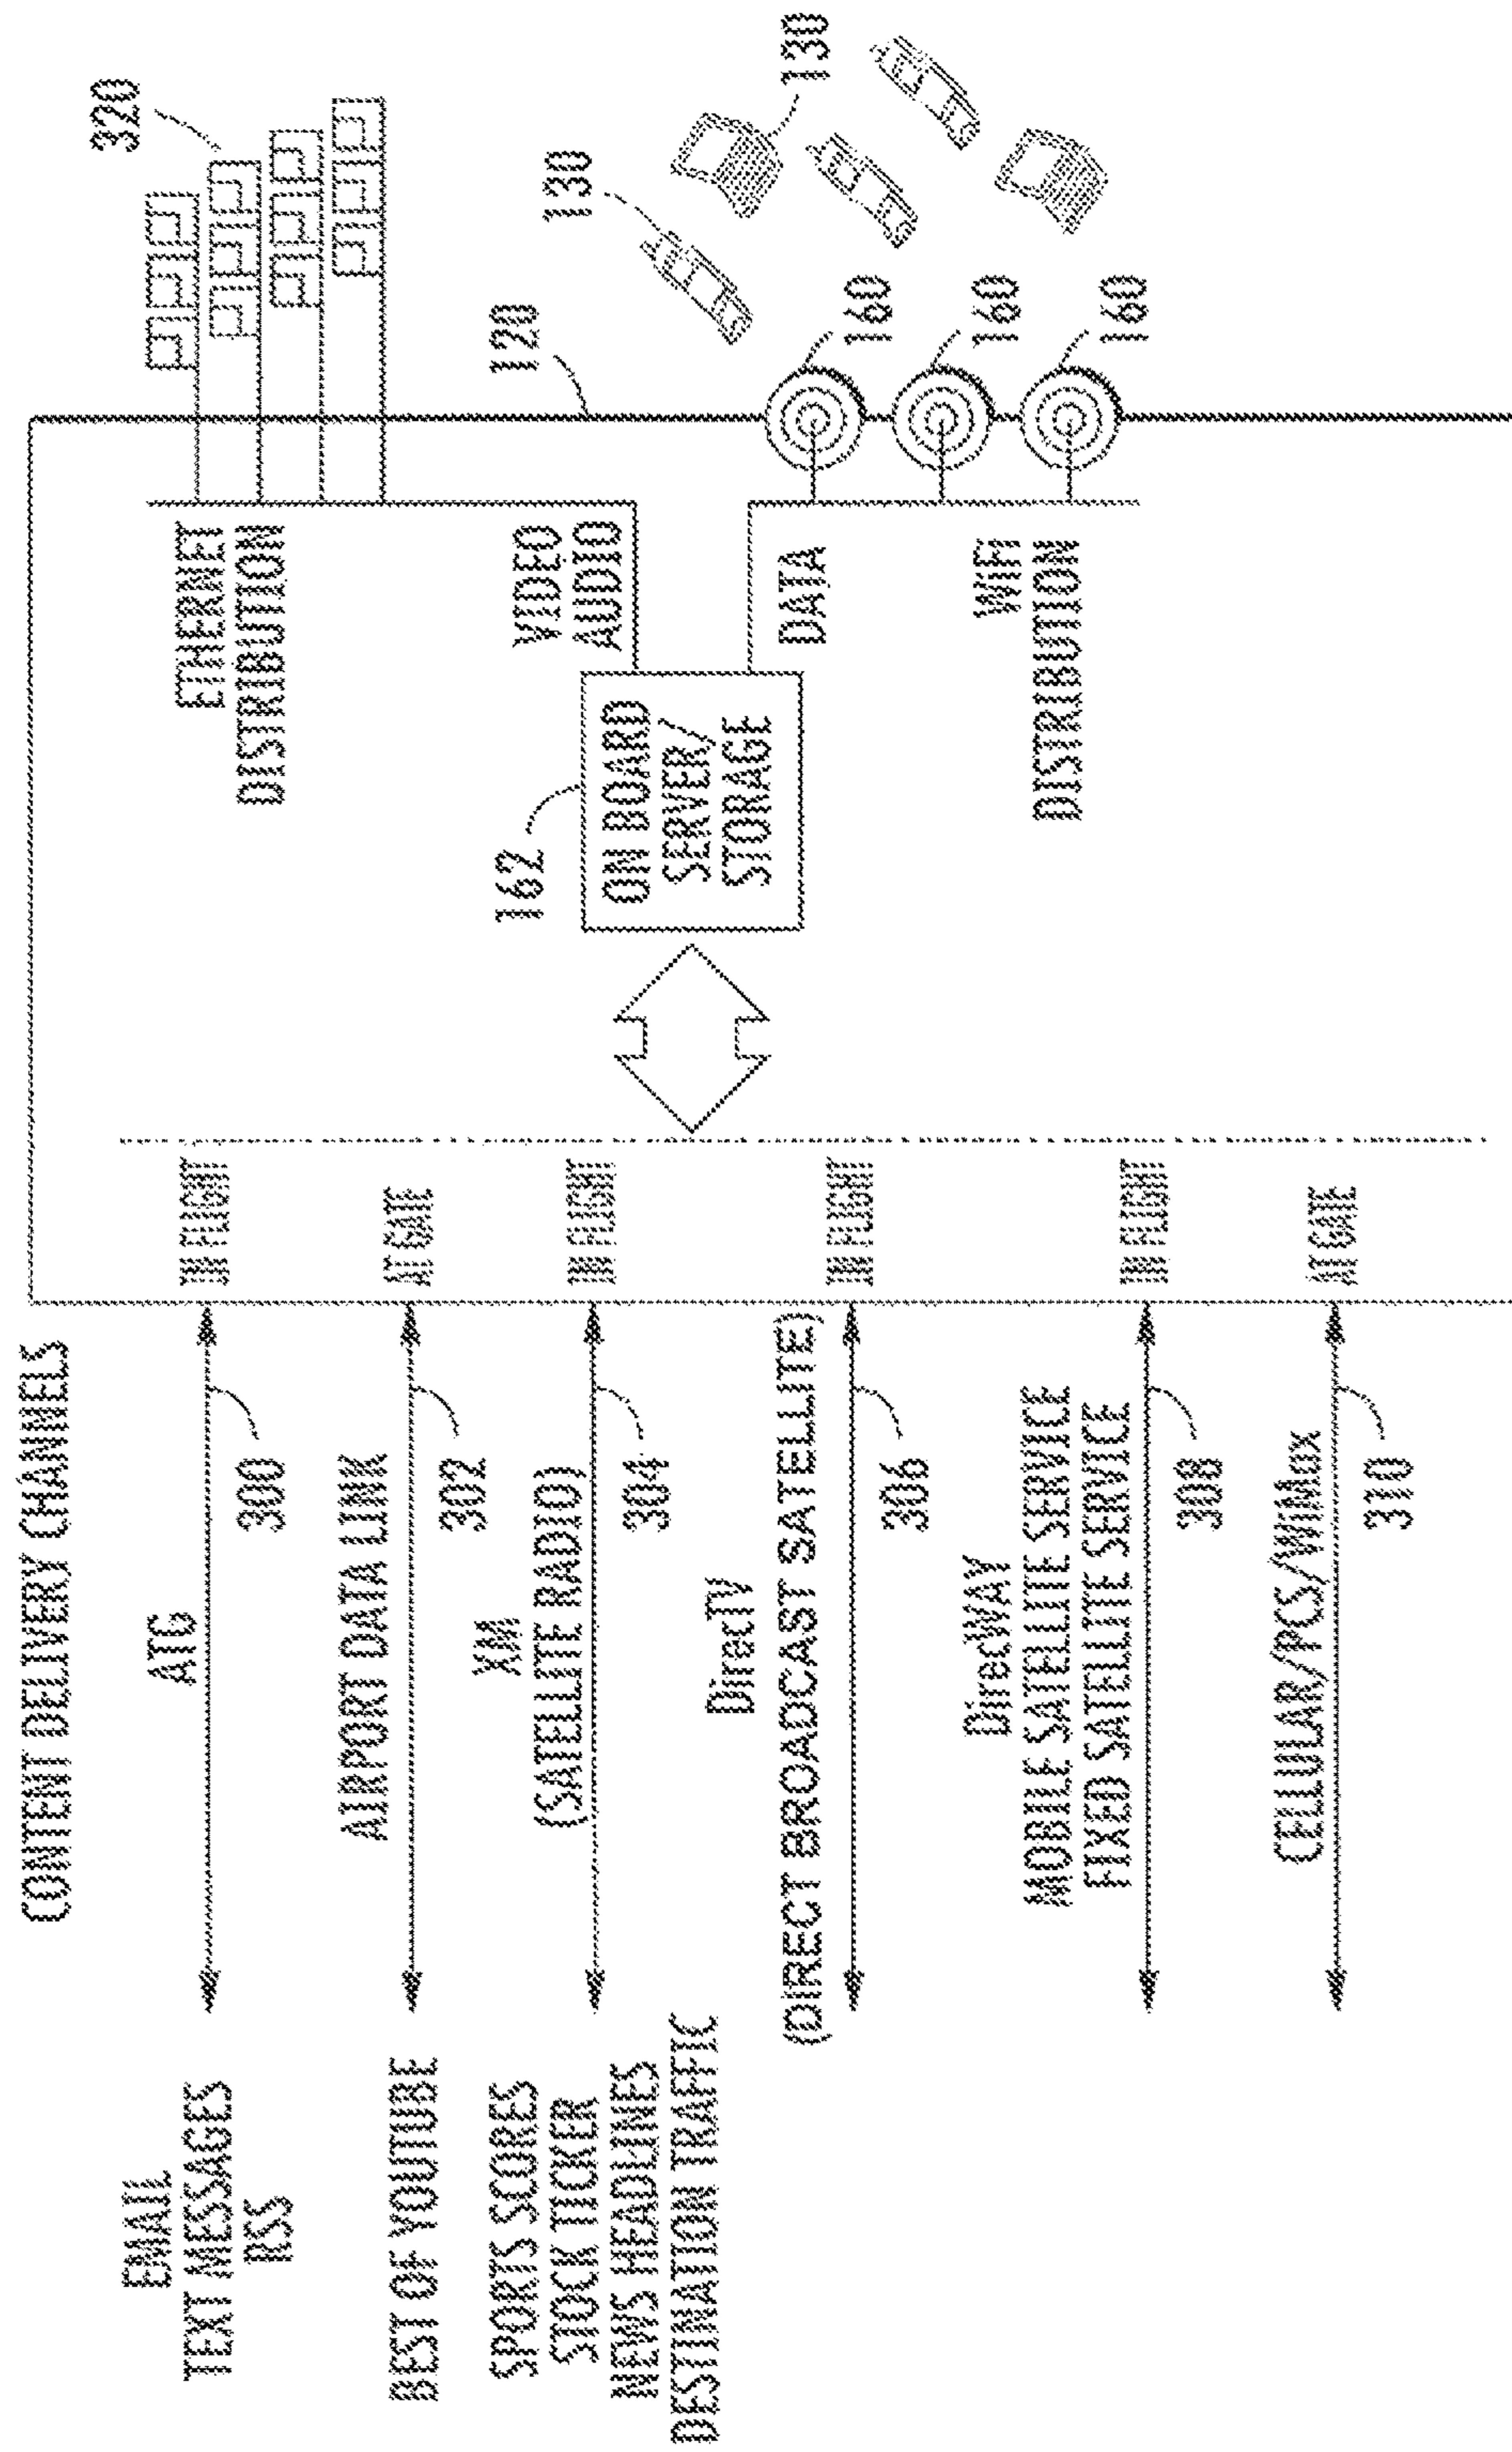 CONTENT DELIVERY CHANNELS
EMAIL
TEXT MESSAGES
RSS
ATG
300
IN FLIGHT
BEST OF YOUTUBE
AIRPORT DATA LINK
302
AT GATE
SPORTS SCORES
STOCK TICKER
NEWS HEADLINES
DESTINATION TRAFFIC
XM
(SATELLITE RADIO)
304
IN FLIGHT
DirecTV
(DIRECT BROADCAST SATELLITE)
306
IN FLIGHT
DirecWAY
MOBILE SATELLITE SERVICE
FIXED SATELLITE SERVICE
308
IN FLIGHT
CELLULAR/PCS/WiMax
310
AT GATE
162
ON BOARD
SERVER/
STORAGE
ETHERNET
DISTRIBUTION
VIDEO
AUDIO
DATA
WiFi
DISTRIBUTION
320
120
130
130
160
160
160